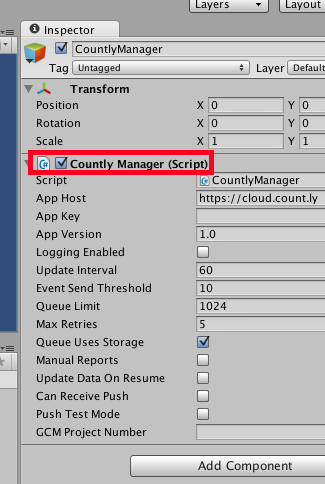 Layers Layout
Inspector
CountlyManager
Tag Untagged Layer Default
Transform
Position X 0 Y 0
Rotation X 0 Y 0
Scale X 1 Y 1
Countly Manager (Script)
Script CountlyManager
App Host https://cloud.count.ly
App Key
App Version 1.0
Logging Enabled
Update Interval 60
Event Send Threshold 10
Queue Limit 1024
Max Retries 5
Queue Uses Storage
Manual Reports
Update Data On Resume
Can Receive Push
Push Test Mode
GCM Project Number
Add Component